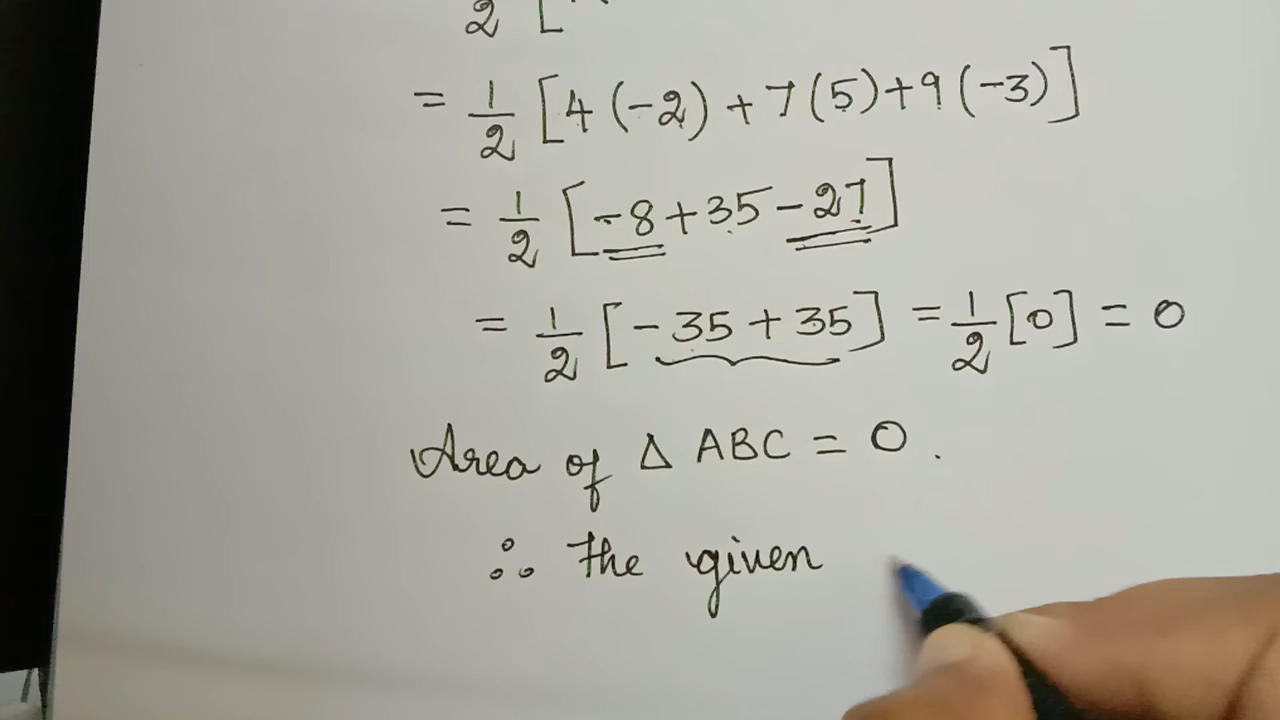 2 [
= 1/2 [4 (-2) + 7 (5) + 9 (-3)]
= 1/2 [-8 + 35 - 27]
= 1/2 [-35 + 35] = 1/2 [0] = 0
Area of Δ ABC = 0.
∴ the given